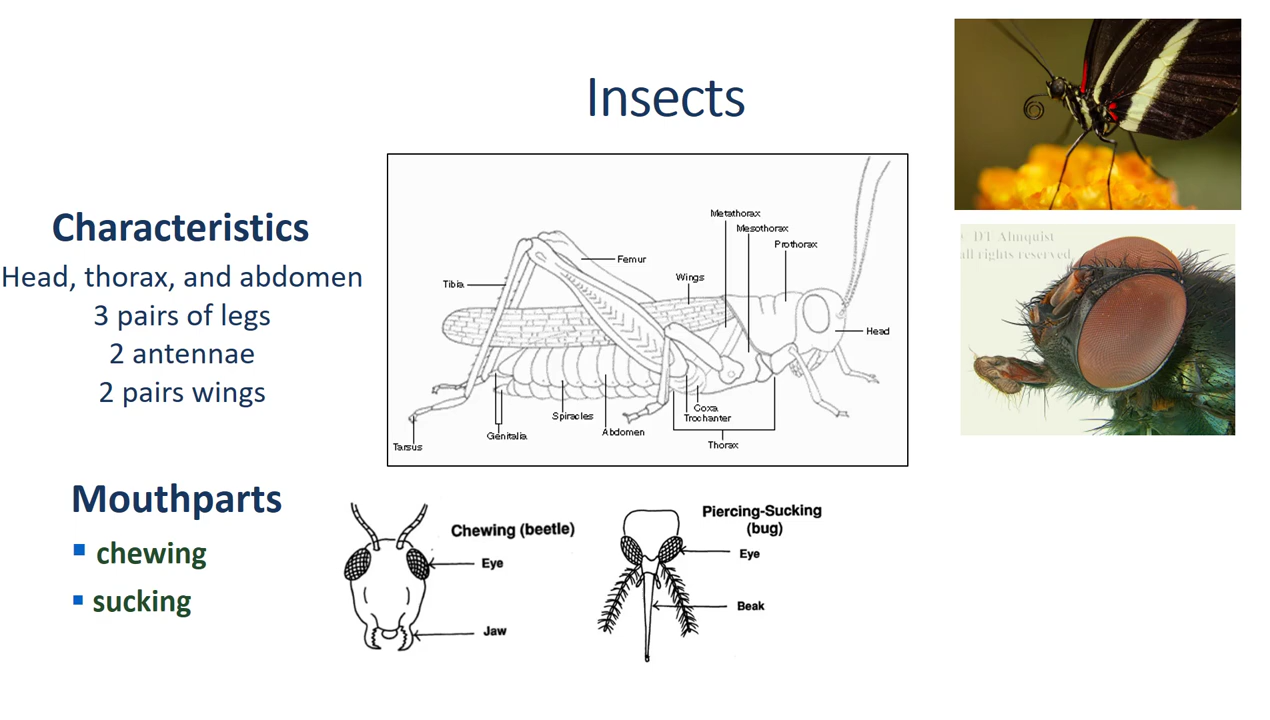 Insects
Characteristics
Head, thorax, and abdomen
3 pairs of legs
2 antennae
2 pairs wings
Metathorax
Mesothorax
Prothorax
Femur
Wings
Tibia
Head
Coxa
Spiracles
Trochanter
Genitalia
Abdomen
Thorax
Tarsus
DT Almquist
all rights reserved
Mouthparts
▪ chewing
▪ sucking
Chewing (beetle)
Eye
Jaw
Piercing-Sucking
(bug)
Eye
Beak